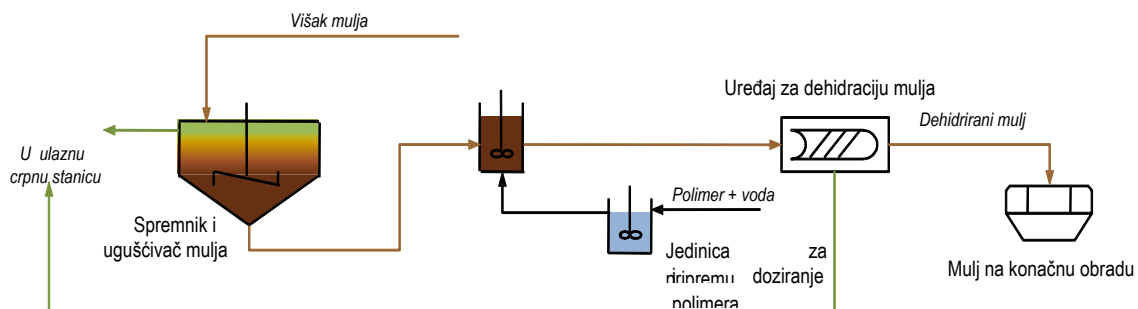 Višak mulja
Uređaj za dehidraciju mulja
Dehidrirani mulj
U ulaznu
crpnu stanicu
Polimer + voda
Spremnik i
ugušćivač mulja
Jedinica za
pripremu doziranje
polimera
Mulj na konačnu obradu